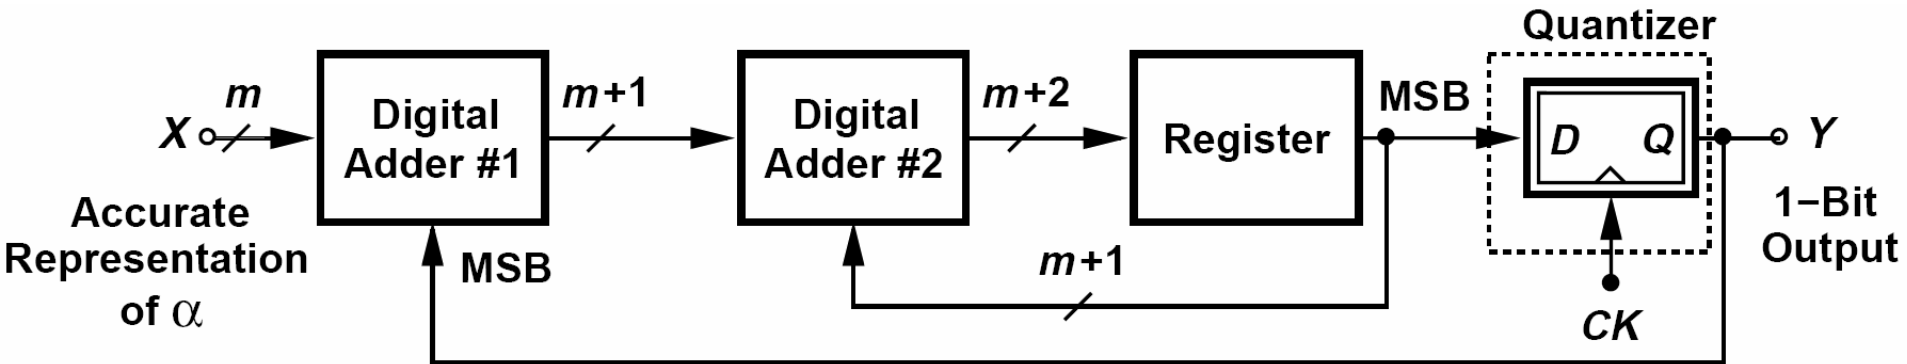 Quantizer
X
m
Digital
Adder #1
m+1
Digital
Adder #2
m+2
Register
MSB
D Q
Y
Accurate
Representation
of α
MSB
m+1
CK
1−Bit
Output